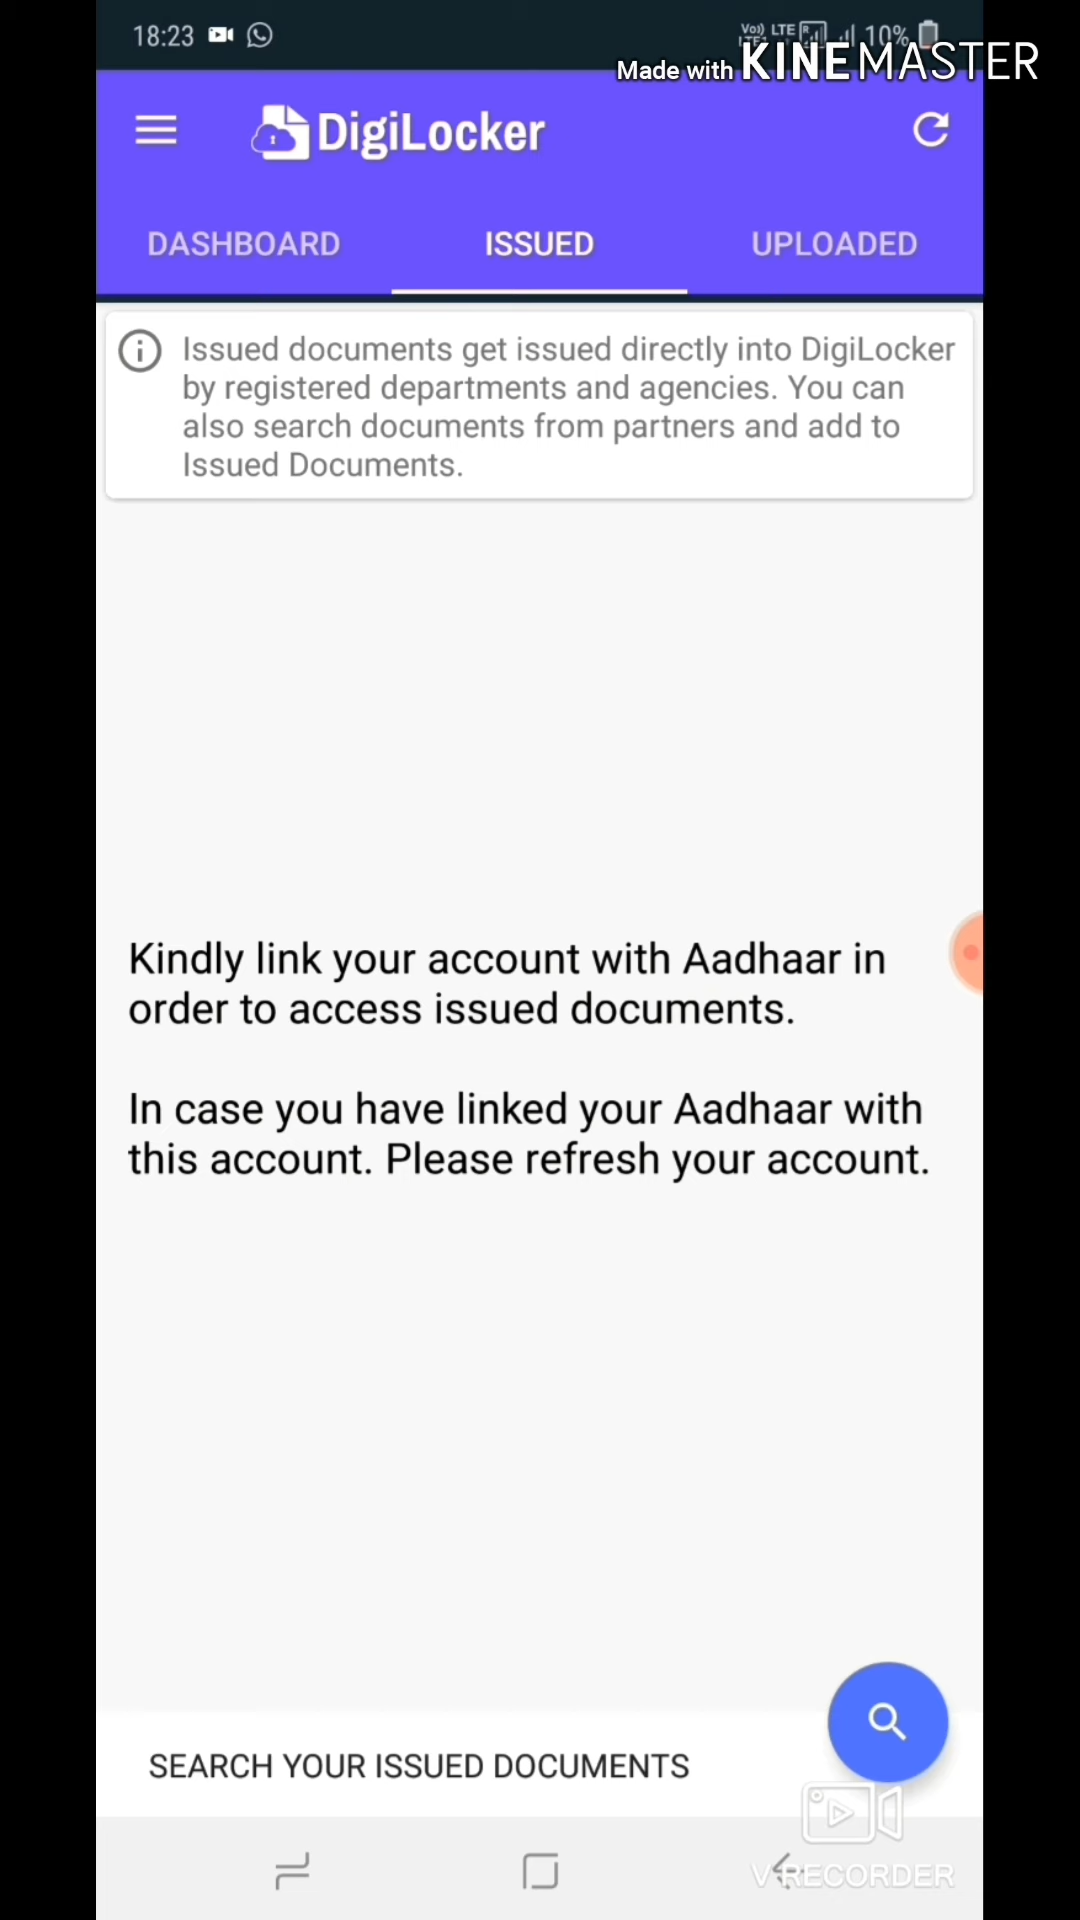 18:23
Vo)) LTE R 10%
Made with KINEMASTER
DigiLocker
DASHBOARD ISSUED UPLOADED
Issued documents get issued directly into DigiLocker
by registered departments and agencies. You can
also search documents from partners and add to
Issued Documents.
Kindly link your account with Aadhaar in
order to access issued documents.
In case you have linked your Aadhaar with
this account. Please refresh your account.
SEARCH YOUR ISSUED DOCUMENTS
V RECORDER